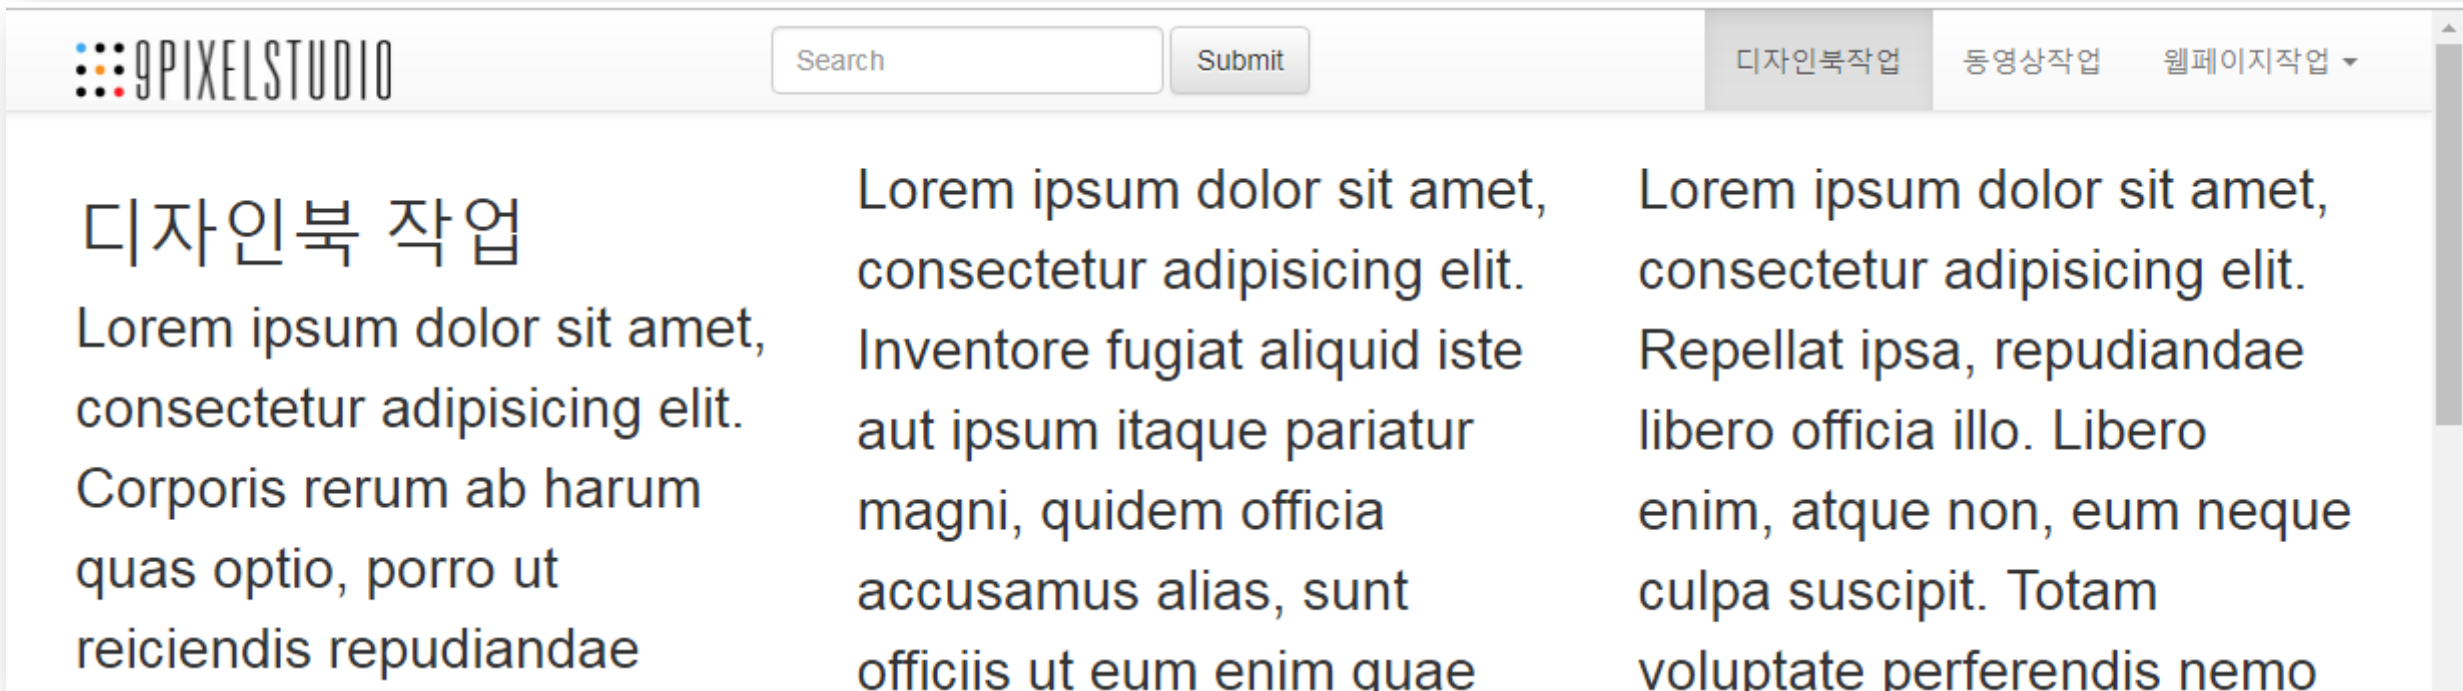 9PIXELSTUDIO
Search
Submit
디자인북작업
동영상작업
웹페이지작업
디자인북 작업
Lorem ipsum dolor sit amet,
consectetur adipisicing elit.
Corporis rerum ab harum
quas optio, porro ut
reiciendis repudiandae
Lorem ipsum dolor sit amet,
consectetur adipisicing elit.
Inventore fugiat aliquid iste
aut ipsum itaque pariatur
magni, quidem officia
accusamus alias, sunt
officiis ut eum enim quae
Lorem ipsum dolor sit amet,
consectetur adipisicing elit.
Repellat ipsa, repudiandae
libero officia illo. Libero
enim, atque non, eum neque
culpa suscipit. Totam
voluptate perferendis nemo